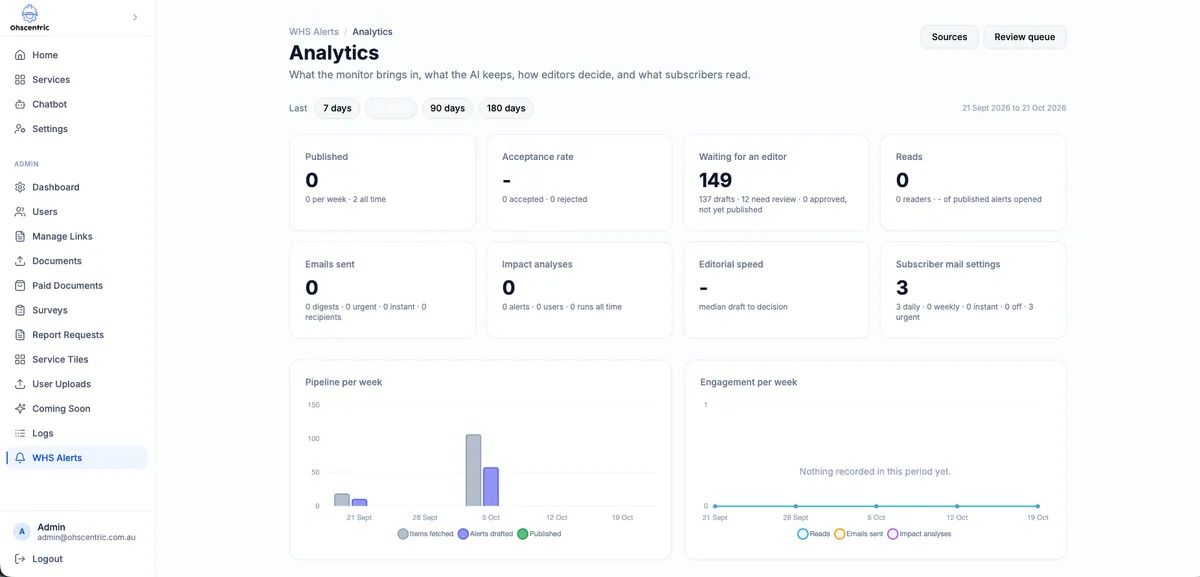 Ohscentric
Home
Services
Chatbot
Settings
ADMIN
Dashboard
Users
Manage Links
Documents
Paid Documents
Surveys
Report Requests
Service Tiles
User Uploads
Coming Soon
Logs
WHS Alerts
A
Admin
admin@ohscentric.com.au
Logout
WHS Alerts / Analytics
Analytics
What the monitor brings in, what the AI keeps, how editors decide, and what subscribers read.
Sources
Review queue
Last 7 days 90 days 180 days
21 Sept 2026 to 21 Oct 2026
Published
0
0 per week · 2 all time
Acceptance rate
-
0 accepted · 0 rejected
Waiting for an editor
149
137 drafts · 12 need review · 0 approved,
not yet published
Reads
0
0 readers · - of published alerts opened
Emails sent
0
0 digests · 0 urgent · 0 instant · 0
recipients
Impact analyses
0
0 alerts · 0 users · 0 runs all time
Editorial speed
-
median draft to decision
Subscriber mail settings
3
3 daily · 0 weekly · 0 instant · 0 off · 3
urgent
Pipeline per week
150
100
50
0
21 Sept 28 Sept 5 Oct 12 Oct 19 Oct
Items fetched Alerts drafted Published
Engagement per week
1
Nothing recorded in this period yet.
0
21 Sept 28 Sept 5 Oct 12 Oct 19 Oct
Reads Emails sent Impact analyses